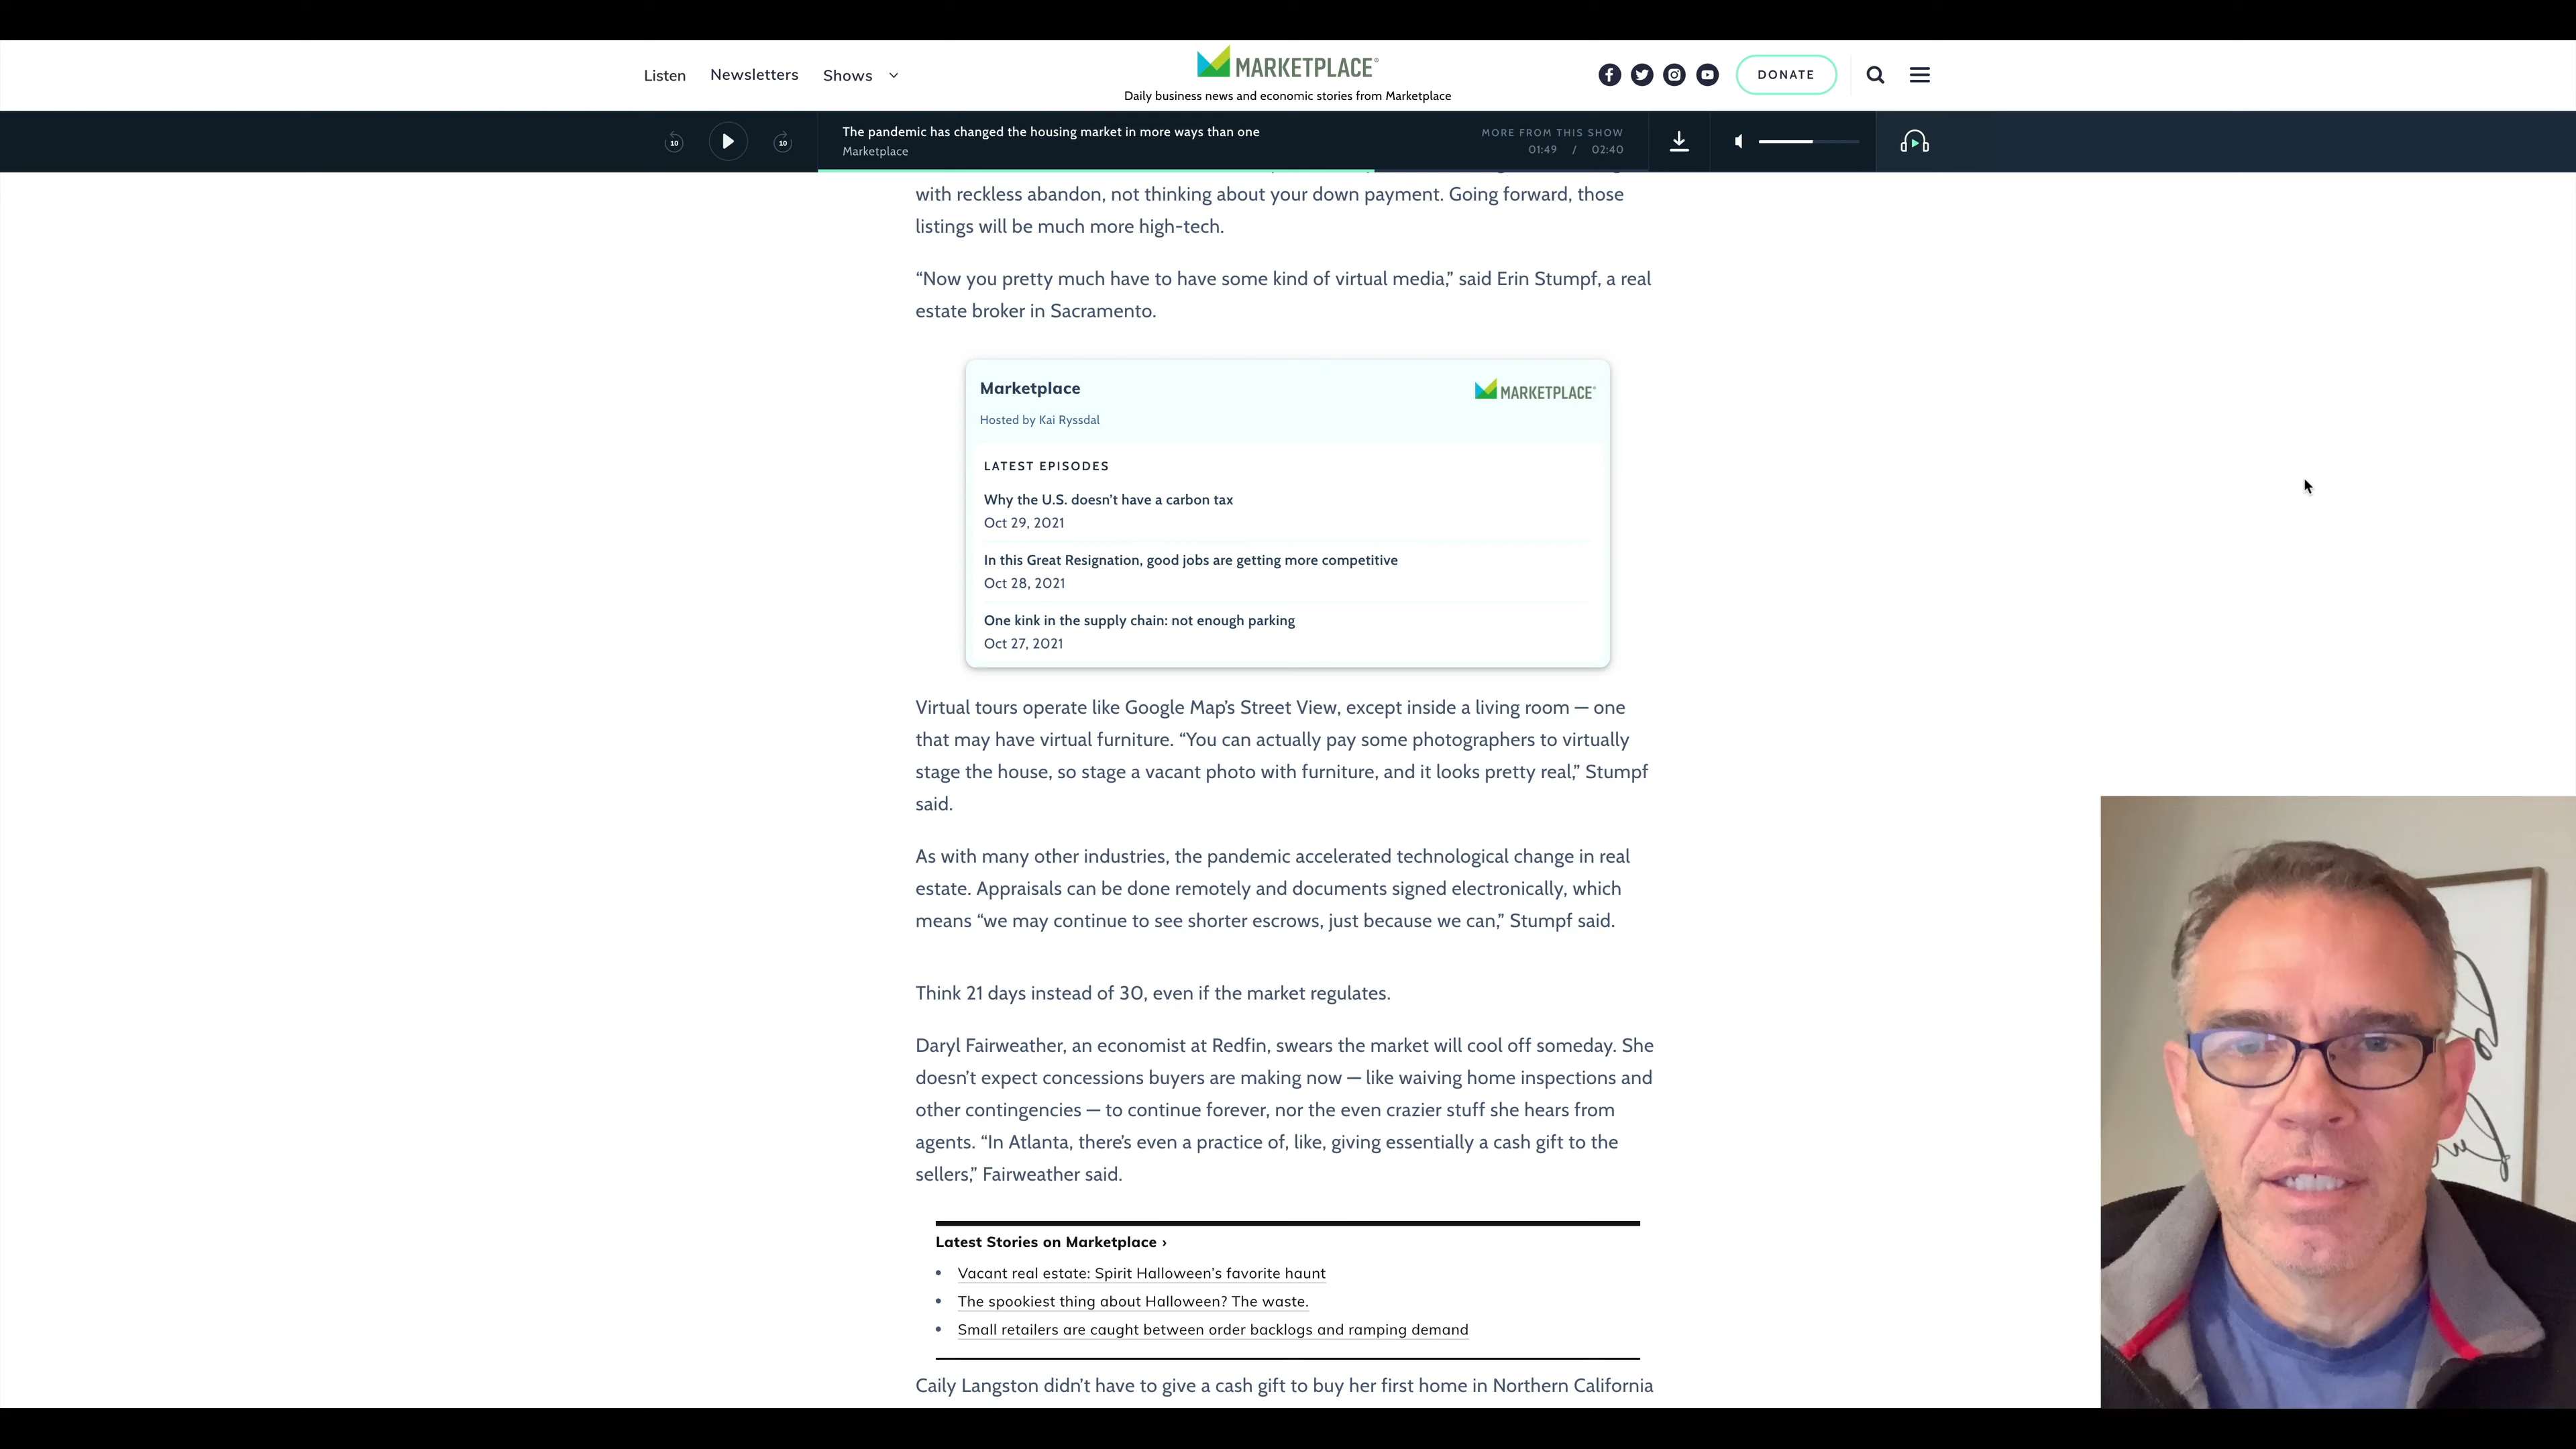 Listen Newsletters Shows
MARKETPLACE®
Daily business news and economic stories from Marketplace
DONATE
10
10
The pandemic has changed the housing market in more ways than one
Marketplace
MORE FROM THIS SHOW
01:49 / 02:40
with reckless abandon, not thinking about your down payment. Going forward, those
listings will be much more high-tech.
“Now you pretty much have to have some kind of virtual media,” said Erin Stumpf, a real
estate broker in Sacramento.
Marketplace
MARKETPLACE®
Hosted by Kai Ryssdal
LATEST EPISODES
Why the U.S. doesn’t have a carbon tax
Oct 29, 2021
In this Great Resignation, good jobs are getting more competitive
Oct 28, 2021
One kink in the supply chain: not enough parking
Oct 27, 2021
Virtual tours operate like Google Map’s Street View, except inside a living room — one
that may have virtual furniture. “You can actually pay some photographers to virtually
stage the house, so stage a vacant photo with furniture, and it looks pretty real,” Stumpf
said.
As with many other industries, the pandemic accelerated technological change in real
estate. Appraisals can be done remotely and documents signed electronically, which
means “we may continue to see shorter escrows, just because we can,” Stumpf said.
Think 21 days instead of 30, even if the market regulates.
Daryl Fairweather, an economist at Redfin, swears the market will cool off someday. She
doesn’t expect concessions buyers are making now — like waiving home inspections and
other contingencies — to continue forever, nor the even crazier stuff she hears from
agents. “In Atlanta, there’s even a practice of, like, giving essentially a cash gift to the
sellers,” Fairweather said.
Latest Stories on Marketplace ›
• Vacant real estate: Spirit Halloween’s favorite haunt
• The spookiest thing about Halloween? The waste.
• Small retailers are caught between order backlogs and ramping demand
Caily Langston didn’t have to give a cash gift to buy her first home in Northern California